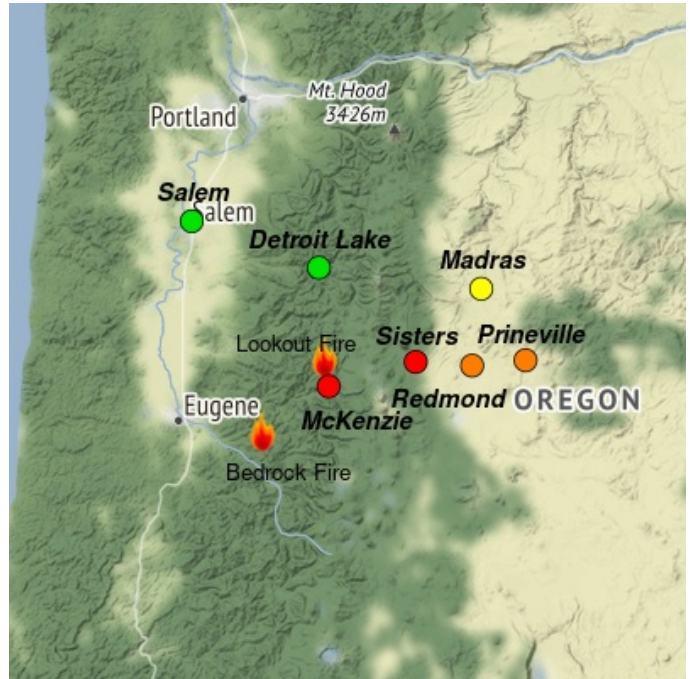 Mt. Hood
3426m
Portland
Salem
Salem
Detroit Lake
Madras
Lookout Fire
Sisters
Prineville
Redmond
OREGON
Eugene
McKenzie
Bedrock Fire